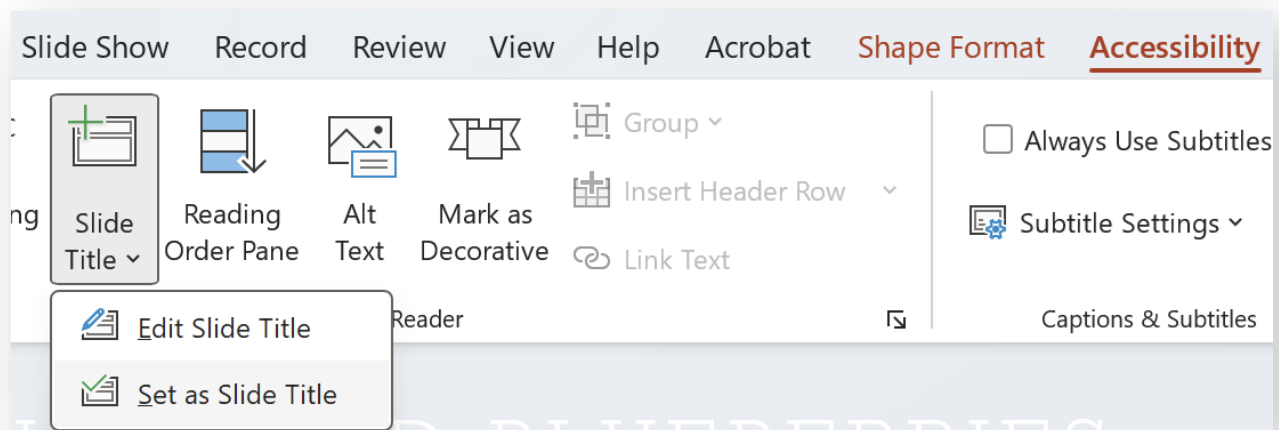 Slide Show Record Review View Help Acrobat Shape Format Accessibility
Slide
Title
Reading
Order Pane
Alt
Text
Mark as
Decorative
Group
Insert Header Row
Link Text
Always Use Subtitles
Subtitle Settings
Reader
Captions & Subtitles
Edit Slide Title
Set as Slide Title
BLUEBERRIES